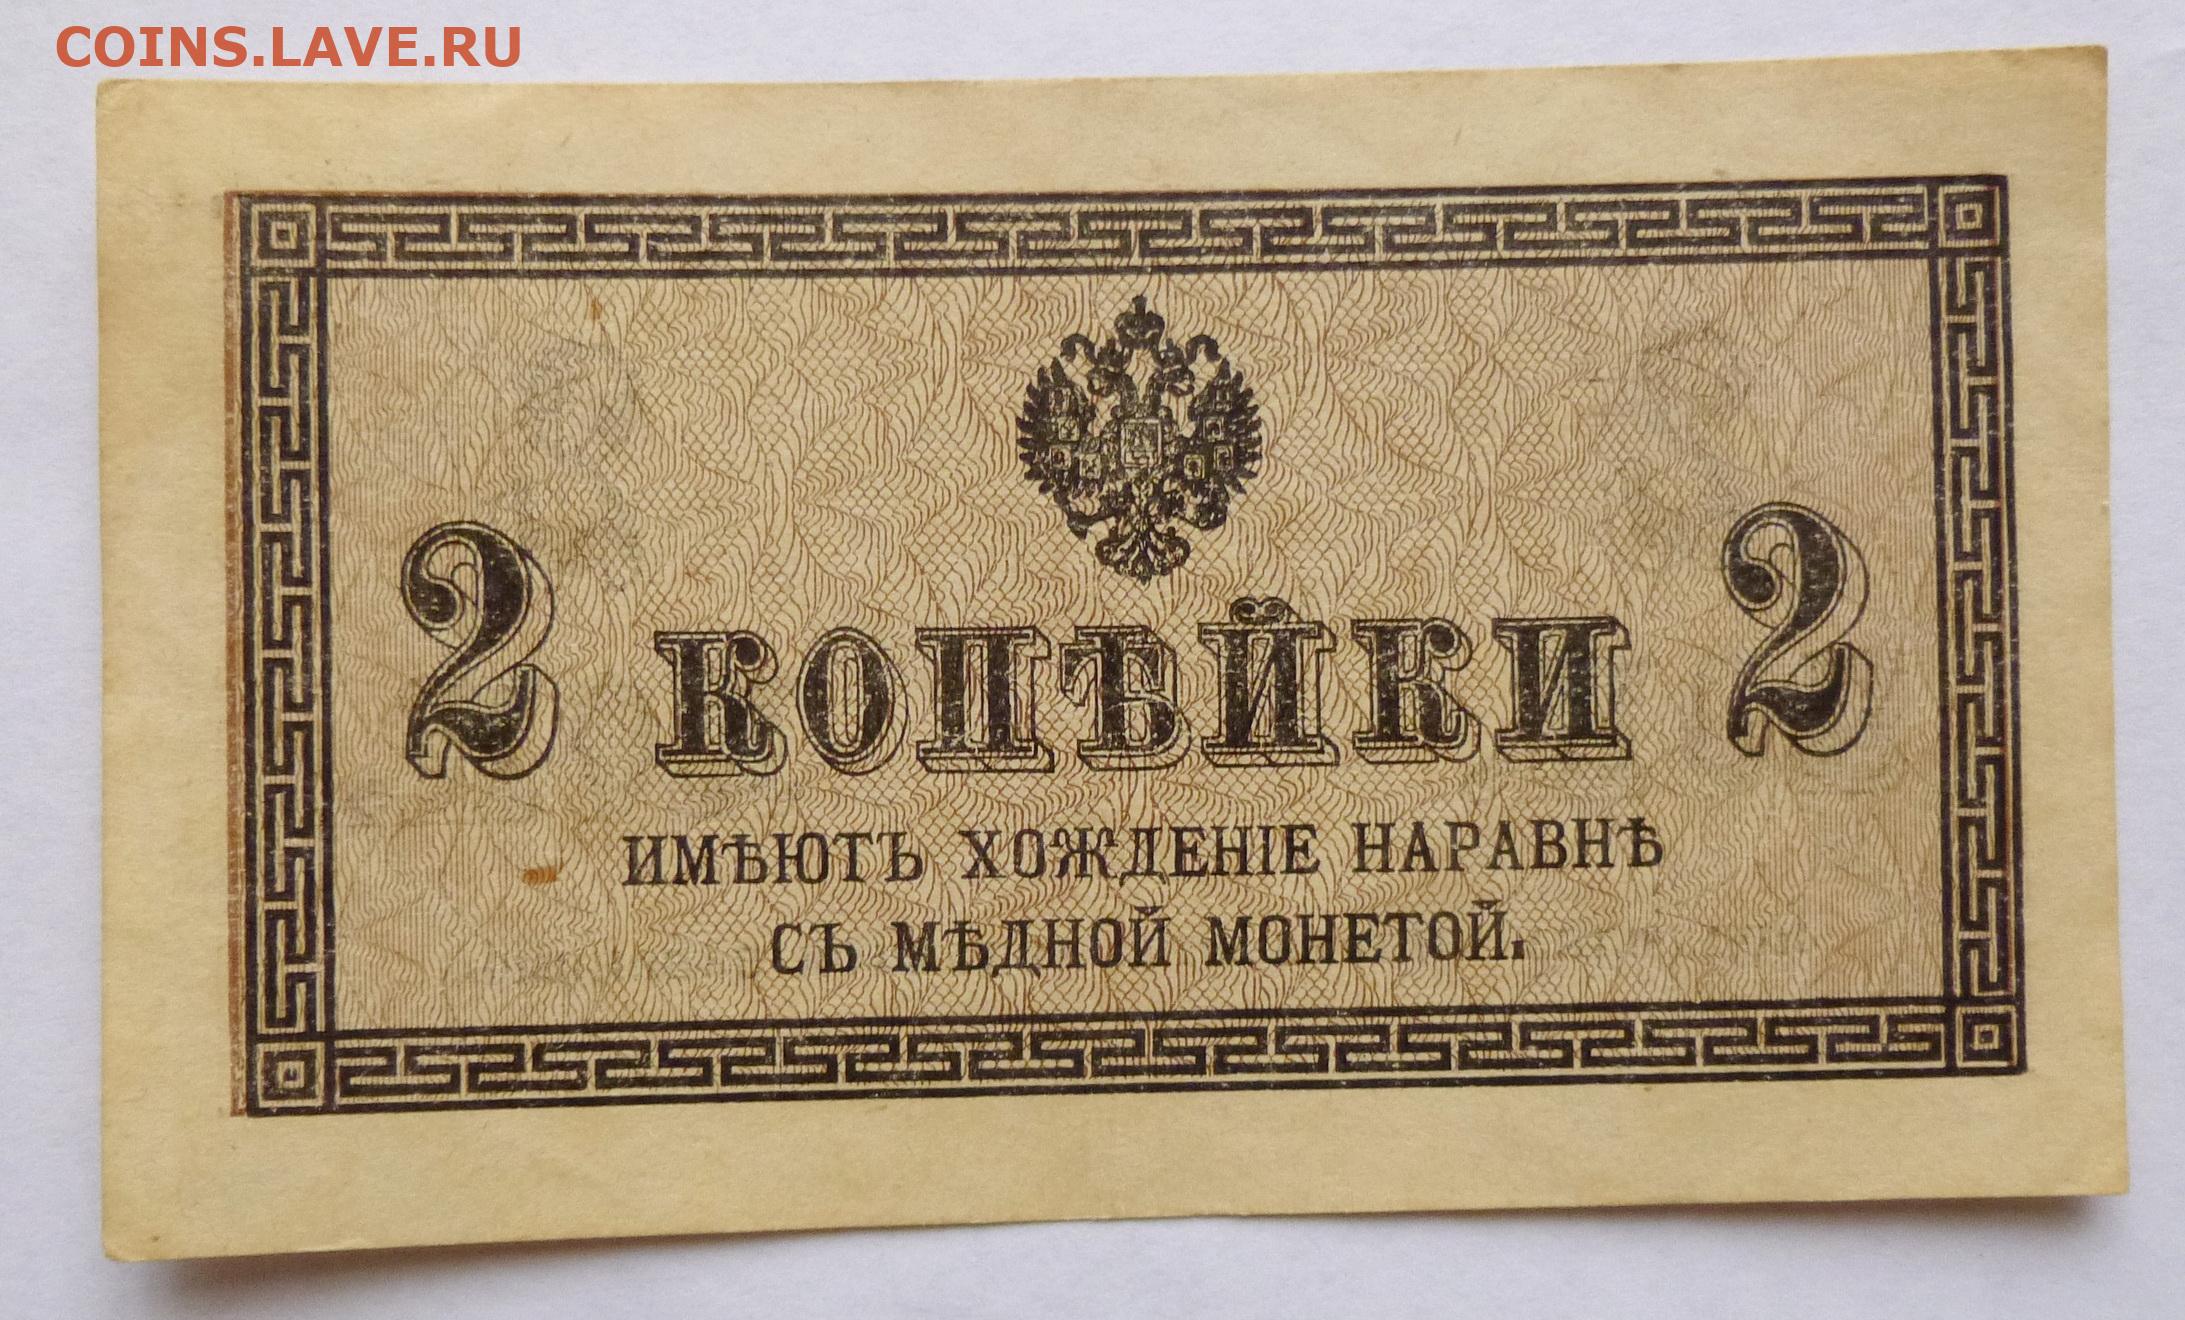 COINS.LAVE.RU
2 КОПѢЙКИ 2
ИМѢЮТЪ ХОЖДЕНІЕ НАРАВНѢ
СЪ МѢДНОЙ МОНЕТОЙ.